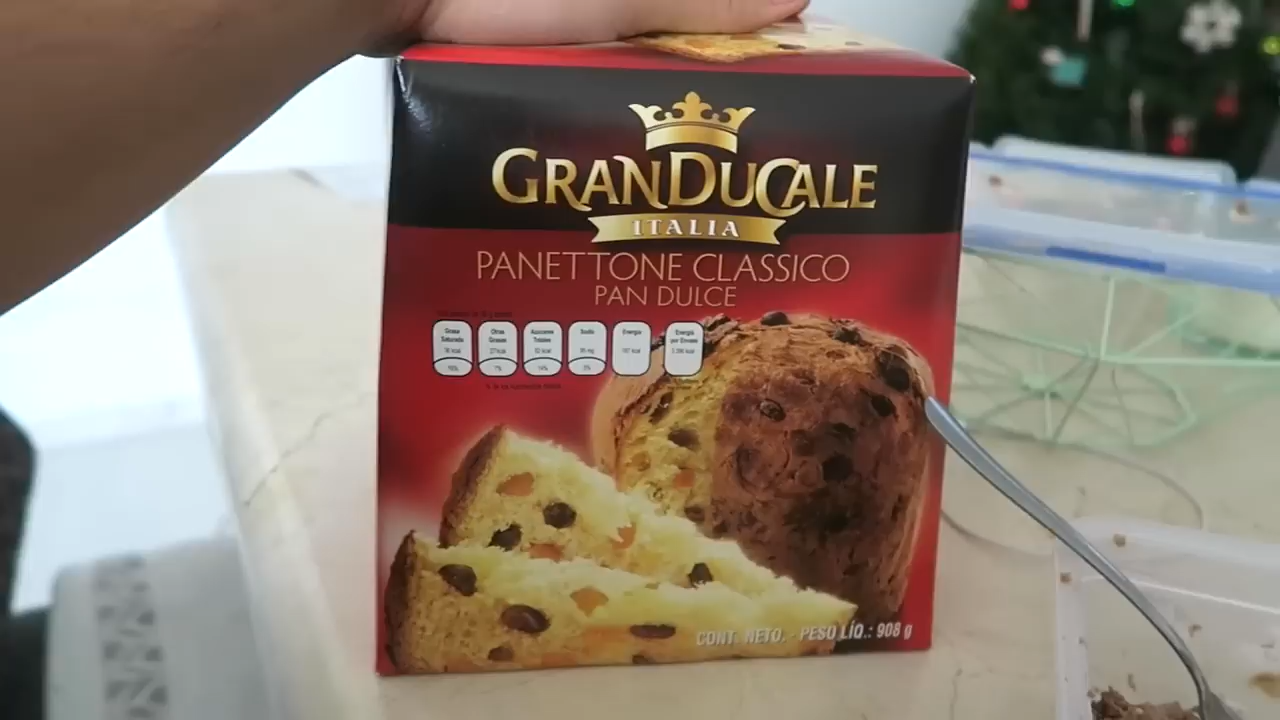 GRANDUCALE
ITALIA
PANETTONE CLASSICO
PAN DULCE
Grasa Saturada
Otras Grasas
Azúcares Totales
Sodio
Energía
Energía por Envase
CONT. NETO. - PESO LÍQ.: 908 g